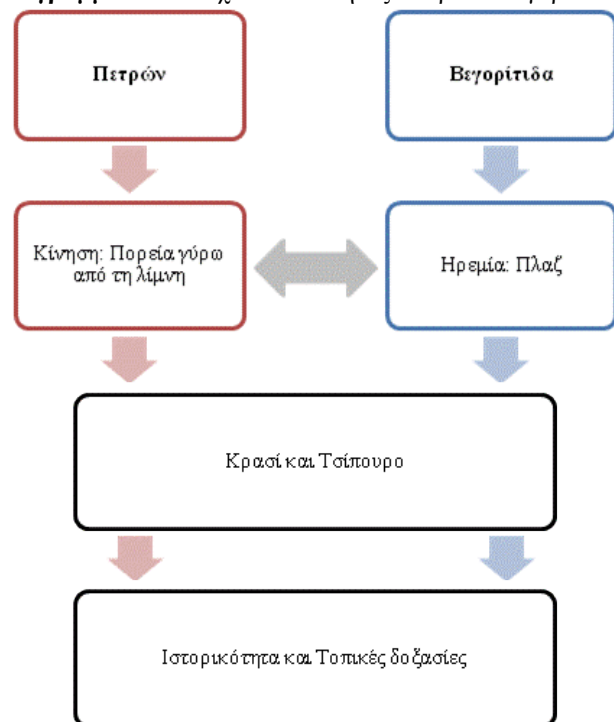 Πετρών
Βεγορίτιδα
Κίνηση: Πορεία γύρω
από τη λίμνη
Ηρεμία: Πλαζ
Κρασί και Τσίπουρο
Ιστορικότητα και Τοπικές δοξασίες